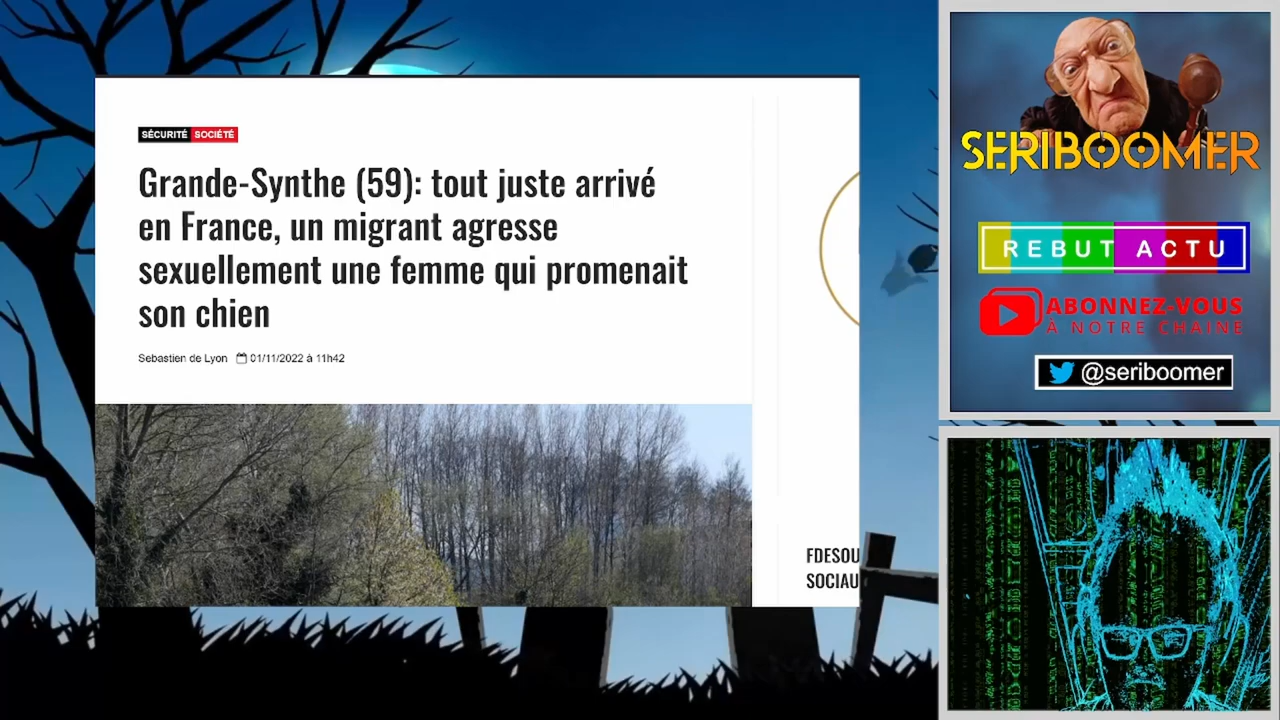 SÉCURITÉ SOCIÉTÉ
Grande-Synthe (59): tout juste arrivé
en France, un migrant agresse
sexuellement une femme qui promenait
son chien
Sebastien de Lyon 01/11/2022 à 11h42
FDESOU
SOCIAU
SERIBOOMER
REBUT ACTU
ABONNEZ-VOUS
À NOTRE CHAINE
@seriboomer